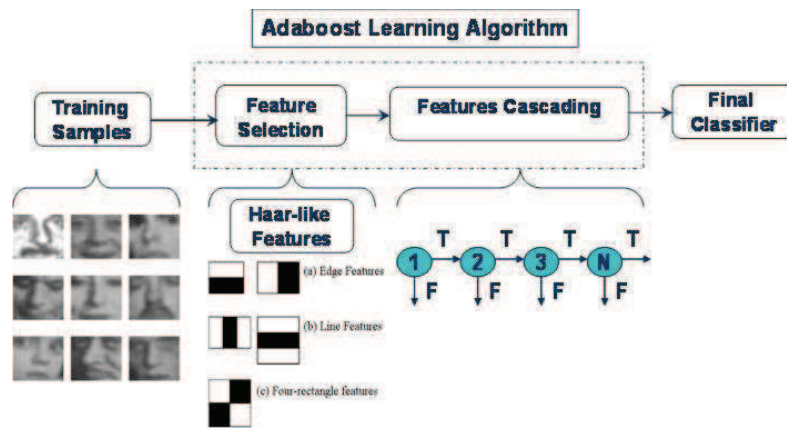 Adaboost Learning Algorithm
Training
Samples
Feature
Selection
Features Cascading
Final
Classifier
Haar-like
Features
(a) Edge Features
(b) Line Features
(c) Four-rectangle features
T T T T
1 2 3 N
F F F F